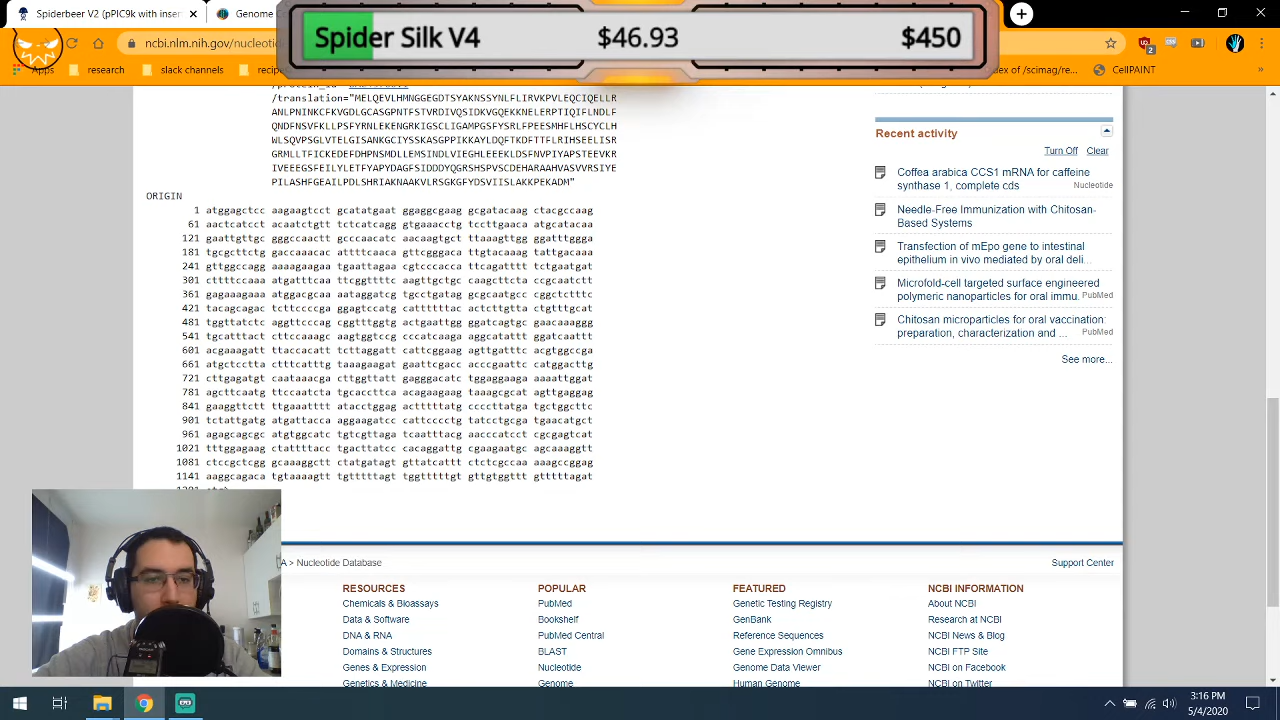 Spiderbeer V4 (pPIC9k with inser
Genome
Spider Silk V4 $46.93 $450
ncbi.nlm.nih.gov/nucleotid
Apps research slack channels recip
ndex of /scimag/re... CellPAINT
/translation="MELQEVLHMNGGEGDTSYAKNSSYNLFLIRVKPVLEQCIQELLR
ANLPNINKCFKVGDLGCASGPNTFSTVRDIVQSIDKVGQEKKNELERPTIQIFLNDLF
QNDFNSVFKLLPSFYRNLEKENGRKIGSCLIGAMPGSFYSRLFPEESMHFLHSCYCLH
WLSQVPSGLVTELGISANKGCIYSSKASGPPIKKAYLDQFTKDFTTFLRIHSEELISR
GRMLLTFICKEDEFDHPNSMDLLEMSINDLVIEGHLEEEKLDSFNVPIYAPSTEEVKR
IVEEEGSFEILYLETFYAPYDAGFSIDDDYQGRSHSPVSCDEHARAAHVASVVRSIYE
PILASHFGEAILPDLSHRIAKNAAKVLRSGKGFYDSVIISLAKKPEKADM"
ORIGIN
1 atggagctcc aagaagtcct gcatatgaat ggaggcgaag gcgatacaag ctacgccaag
61 aactcatcct acaatctgtt tctcatcagg gtgaaacctg tccttgaaca atgcatacaa
121 gaattgttgc gggccaactt gcccaacatc aacaagtgct ttaaagttgg ggatttggga
181 tgcgcttctg gaccaaacac attttcaaca gttcgggaca ttgtacaaag tattgacaaa
241 gttggccagg aaaagaagaa tgaattagaa cgtcccacca ttcagatttt tctgaatgat
301 cttttccaaa atgatttcaa ttcggttttc aagttgctgc caagcttcta ccgcaatctt
361 gagaaagaaa atggacgcaa aataggatcg tgcctgatag gcgcaatgcc cggctctttc
421 tacagcagac tcttccccga ggagtccatg cattttttac actcttgtta ctgtttgcat
481 tggttatctc aggttcccag cggtttggtg actgaattgg ggatcagtgc gaacaaaggg
541 tgcatttact cttccaaagc aagtggtccg cccatcaaga aggcatattt ggatcaattt
601 acgaaagatt ttaccacatt tcttaggatt cattcggaag agttgatttc acgtggccga
661 atgctcctta ctttcatttg taaagaagat gaattcgacc acccgaattc catggacttg
721 cttgagatgt caataaacga cttggttatt gagggacatc tggaggaaga aaaattggat
781 agcttcaatg ttccaatcta tgcaccttca acagaagaag taaagcgcat agttgaggag
841 gaaggttctt ttgaaatttt atacctggag actttttatg ccccttatga tgctggcttc
901 tctattgatg atgattacca aggaagatcc cattcccctg tatcctgcga tgaacatgct
961 agagcagcgc atgtggcatc tgtcgttaga tcaatttacg aacccatcct cgcgagtcat
1021 tttggagaag ctattttacc tgacttatcc cacaggattg cgaagaatgc agcaaaggtt
1081 ctccgctcgg gcaaaggctt ctatgatagt gttatcattt ctctcgccaa aaagccggag
1141 aaggcagaca tgtaaaagtt tgtttttagt tggtttttgt gttgtgtggtt gtttttagat
Recent activity
Turn Off Clear
Coffea arabica CCS1 mRNA for caffeine
synthase 1, complete cds Nucleotide
Needle-Free Immunization with Chitosan-
Based Systems
Transfection of mEpo gene to intestinal
epithelium in vivo mediated by oral deli...
Microfold-cell targeted surface engineered
polymeric nanoparticles for oral immu. PubMed
Chitosan microparticles for oral vaccination:
preparation, characterization and ... PubMed
See more...
A > Nucleotide Database Support Center
RESOURCES
Chemicals & Bioassays
Data & Software
DNA & RNA
Domains & Structures
Genes & Expression
Genetics & Medicine
POPULAR
PubMed
Bookshelf
PubMed Central
BLAST
Nucleotide
Genome
FEATURED
Genetic Testing Registry
GenBank
Reference Sequences
Gene Expression Omnibus
Genome Data Viewer
Human Genome
NCBI INFORMATION
About NCBI
Research at NCBI
NCBI News & Blog
NCBI FTP Site
NCBI on Facebook
NCBI on Twitter
3:16 PM
5/4/2020